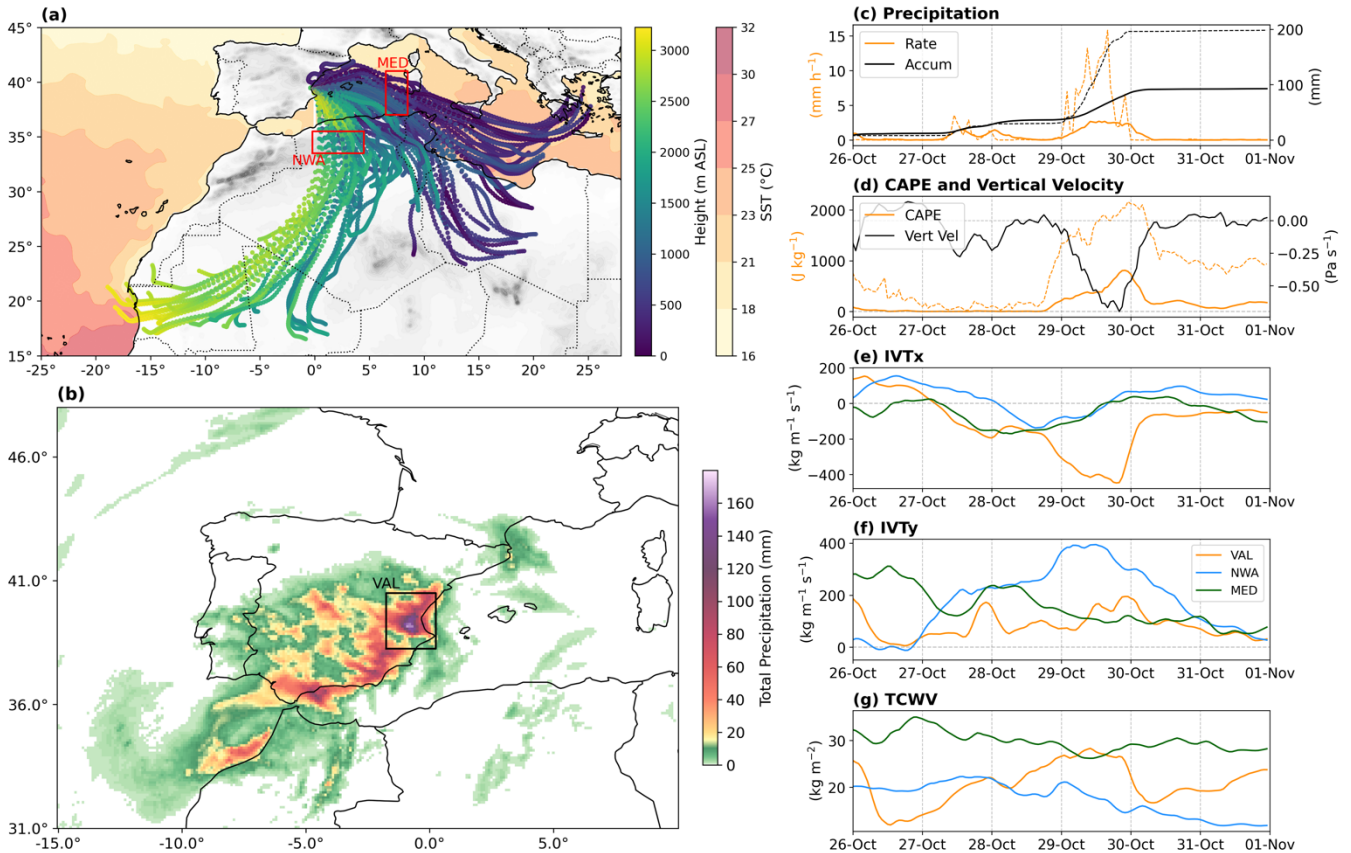 (a)
45°
40°
35°
30°
25°
20°
15°
-25 -20 -15 -10 -5 0 5 10 15 20 25
MED
NWA
3000
2500
2000
1500
1000
500
0
Height (m ASL)
32
30
27
25
23
21
18
16
SST (°C)
(b)
46.0°
41.0°
36.0°
31.0°
-15.0 -10.0 -5.0 0.0° 5.0°
VAL
160
140
120
100
80
60
40
20
0
Total Precipitation (mm)
(c) Precipitation
15
10
5
0
(mm h⁻¹)
Rate
Accum
200
100
0
(mm)
26-Oct 27-Oct 28-Oct 29-Oct 30-Oct 31-Oct 01-Nov
(d) CAPE and Vertical Velocity
2000
1000
0
(J kg⁻¹)
CAPE
Vert Vel
0.00
-0.25
-0.50
(Pa s⁻¹)
26-Oct 27-Oct 28-Oct 29-Oct 30-Oct 31-Oct 01-Nov
(e) IVTx
200
0
−200
−400
(kg m⁻¹ s⁻¹)
26-Oct 27-Oct 28-Oct 29-Oct 30-Oct 31-Oct 01-Nov
(f) IVTy
400
200
0
(kg m⁻¹ s⁻¹)
VAL
NWA
MED
26-Oct 27-Oct 28-Oct 29-Oct 30-Oct 31-Oct 01-Nov
(g) TCWV
30
20
(kg m⁻²)
26-Oct 27-Oct 28-Oct 29-Oct 30-Oct 31-Oct 01-Nov